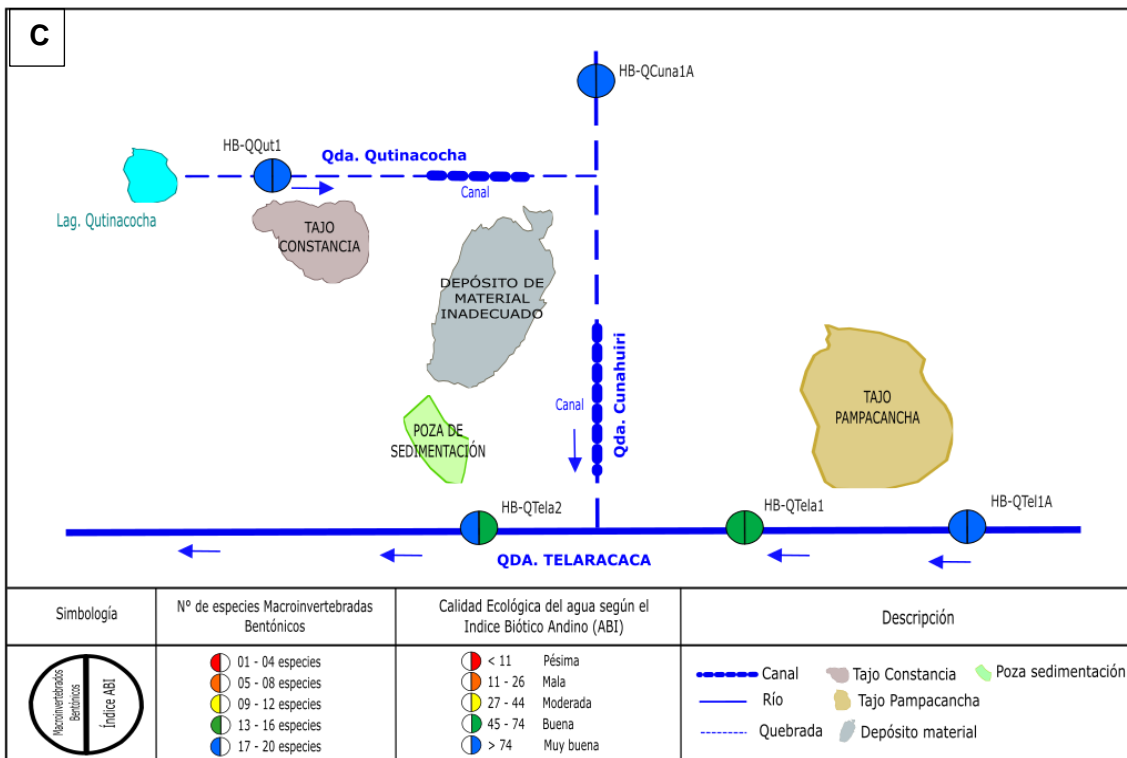 C
HB-QCuna1A
HB-QQut1
Qda. Qutinacocha
Canal
Lag. Qutinacocha
TAJO
CONSTANCIA
DEPÓSITO DE
MATERIAL
INADECUADO
Qda. Cunahuiri
Canal
TAJO
PAMPACANCHA
POZA DE
SEDIMENTACIÓN
HB-QTela2
HB-QTela1
HB-QTel1A
QDA. TELARACACA
Simbología
Macroinvertebrados
Bentónicos
Índice ABI
N° de especies Macroinvertebradas
Bentónicos
01 - 04 especies
05 - 08 especies
09 - 12 especies
13 - 16 especies
17 - 20 especies
Calidad Ecológica del agua según el
Indice Biótico Andino (ABI)
< 11 Pésima
11 - 26 Mala
27 - 44 Moderada
45 - 74 Buena
> 74 Muy buena
Descripción
Canal
Río
Quebrada
Tajo Constancia
Tajo Pampacancha
Depósito material
Poza sedimentación